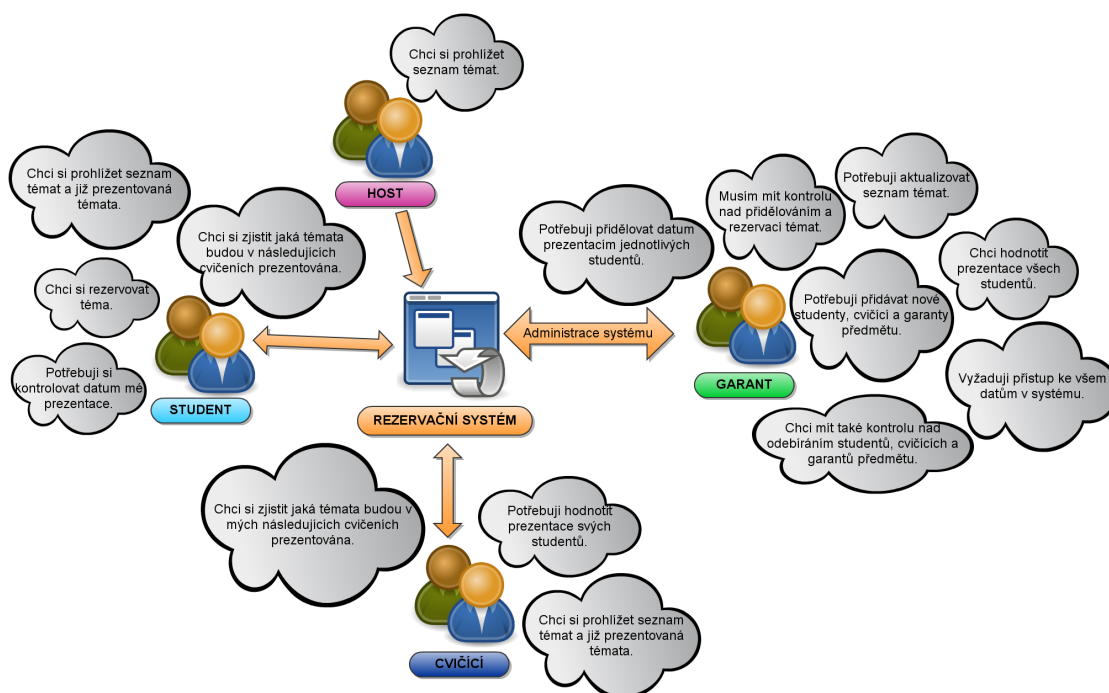 Chci si prohlížet
seznam témat.
HOST
Chci si prohlížet seznam
témat a již prezentovaná
témata.
Chci si zjistit jaká témata
budou v následujících
cvičeních prezentována.
Chci si rezervovat
téma.
Potřebuji si
kontrolovat datum mé
prezentace.
STUDENT
REZERVAČNÍ SYSTÉM
Administrace systému
Potřebuji přidělovat datum
prezentacím jednotlivých
studentů.
Musím mít kontrolu
nad přidělováním a
rezervací témat.
Potřebuji aktualizovat
seznam témat.
Chci hodnotit
prezentace všech
studentů.
Potřebuji přidávat nové
studenty, cvičící a garanty
předmětu.
Vyžaduji přístup ke všem
datům v systému.
Chci mít také kontrolu nad
odebíráním studentů, cvičících a
garantů předmětu.
GARANT
Chci si zjistit jaká témata budou v
mých následujících cvičeních
prezentována.
Potřebuji hodnotit
prezentace svých
studentů.
Chci si prohlížet seznam
témat a již prezentovaná
témata.
CVIČÍCÍ